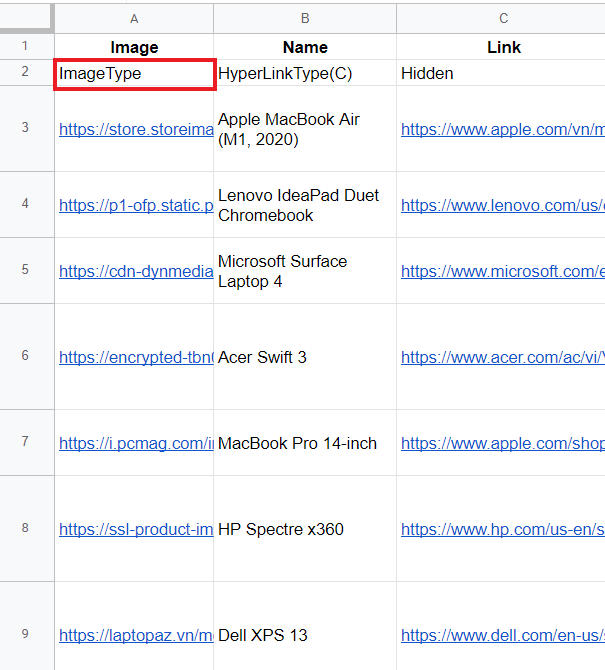 A B C
1 Image Name Link
2 ImageType HyperLinkType(C) Hidden
3 https://store.storeima Apple MacBook Air
(M1, 2020) https://www.apple.com/vn/m
4 https://p1-ofp.static.p Lenovo IdeaPad Duet
Chromebook https://www.lenovo.com/us/
5 https://cdn-dynmedia Microsoft Surface
Laptop 4 https://www.microsoft.com/e
6 https://encrypted-tbn Acer Swift 3 https://www.acer.com/ac/vi/
7 https://i.pcmag.com/i MacBook Pro 14-inch https://www.apple.com/shop
8 https://ssl-product-im HP Spectre x360 https://www.hp.com/us-en/s
9 https://laptopaz.vn/m Dell XPS 13 https://www.dell.com/en-us/